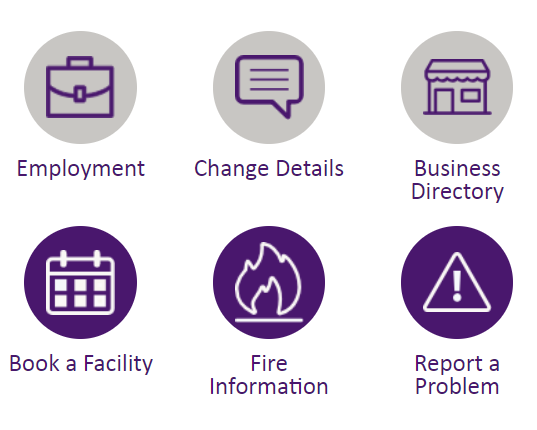 Employment
Change Details
Business
Directory
Book a Facility
Fire
Information
Report a
Problem